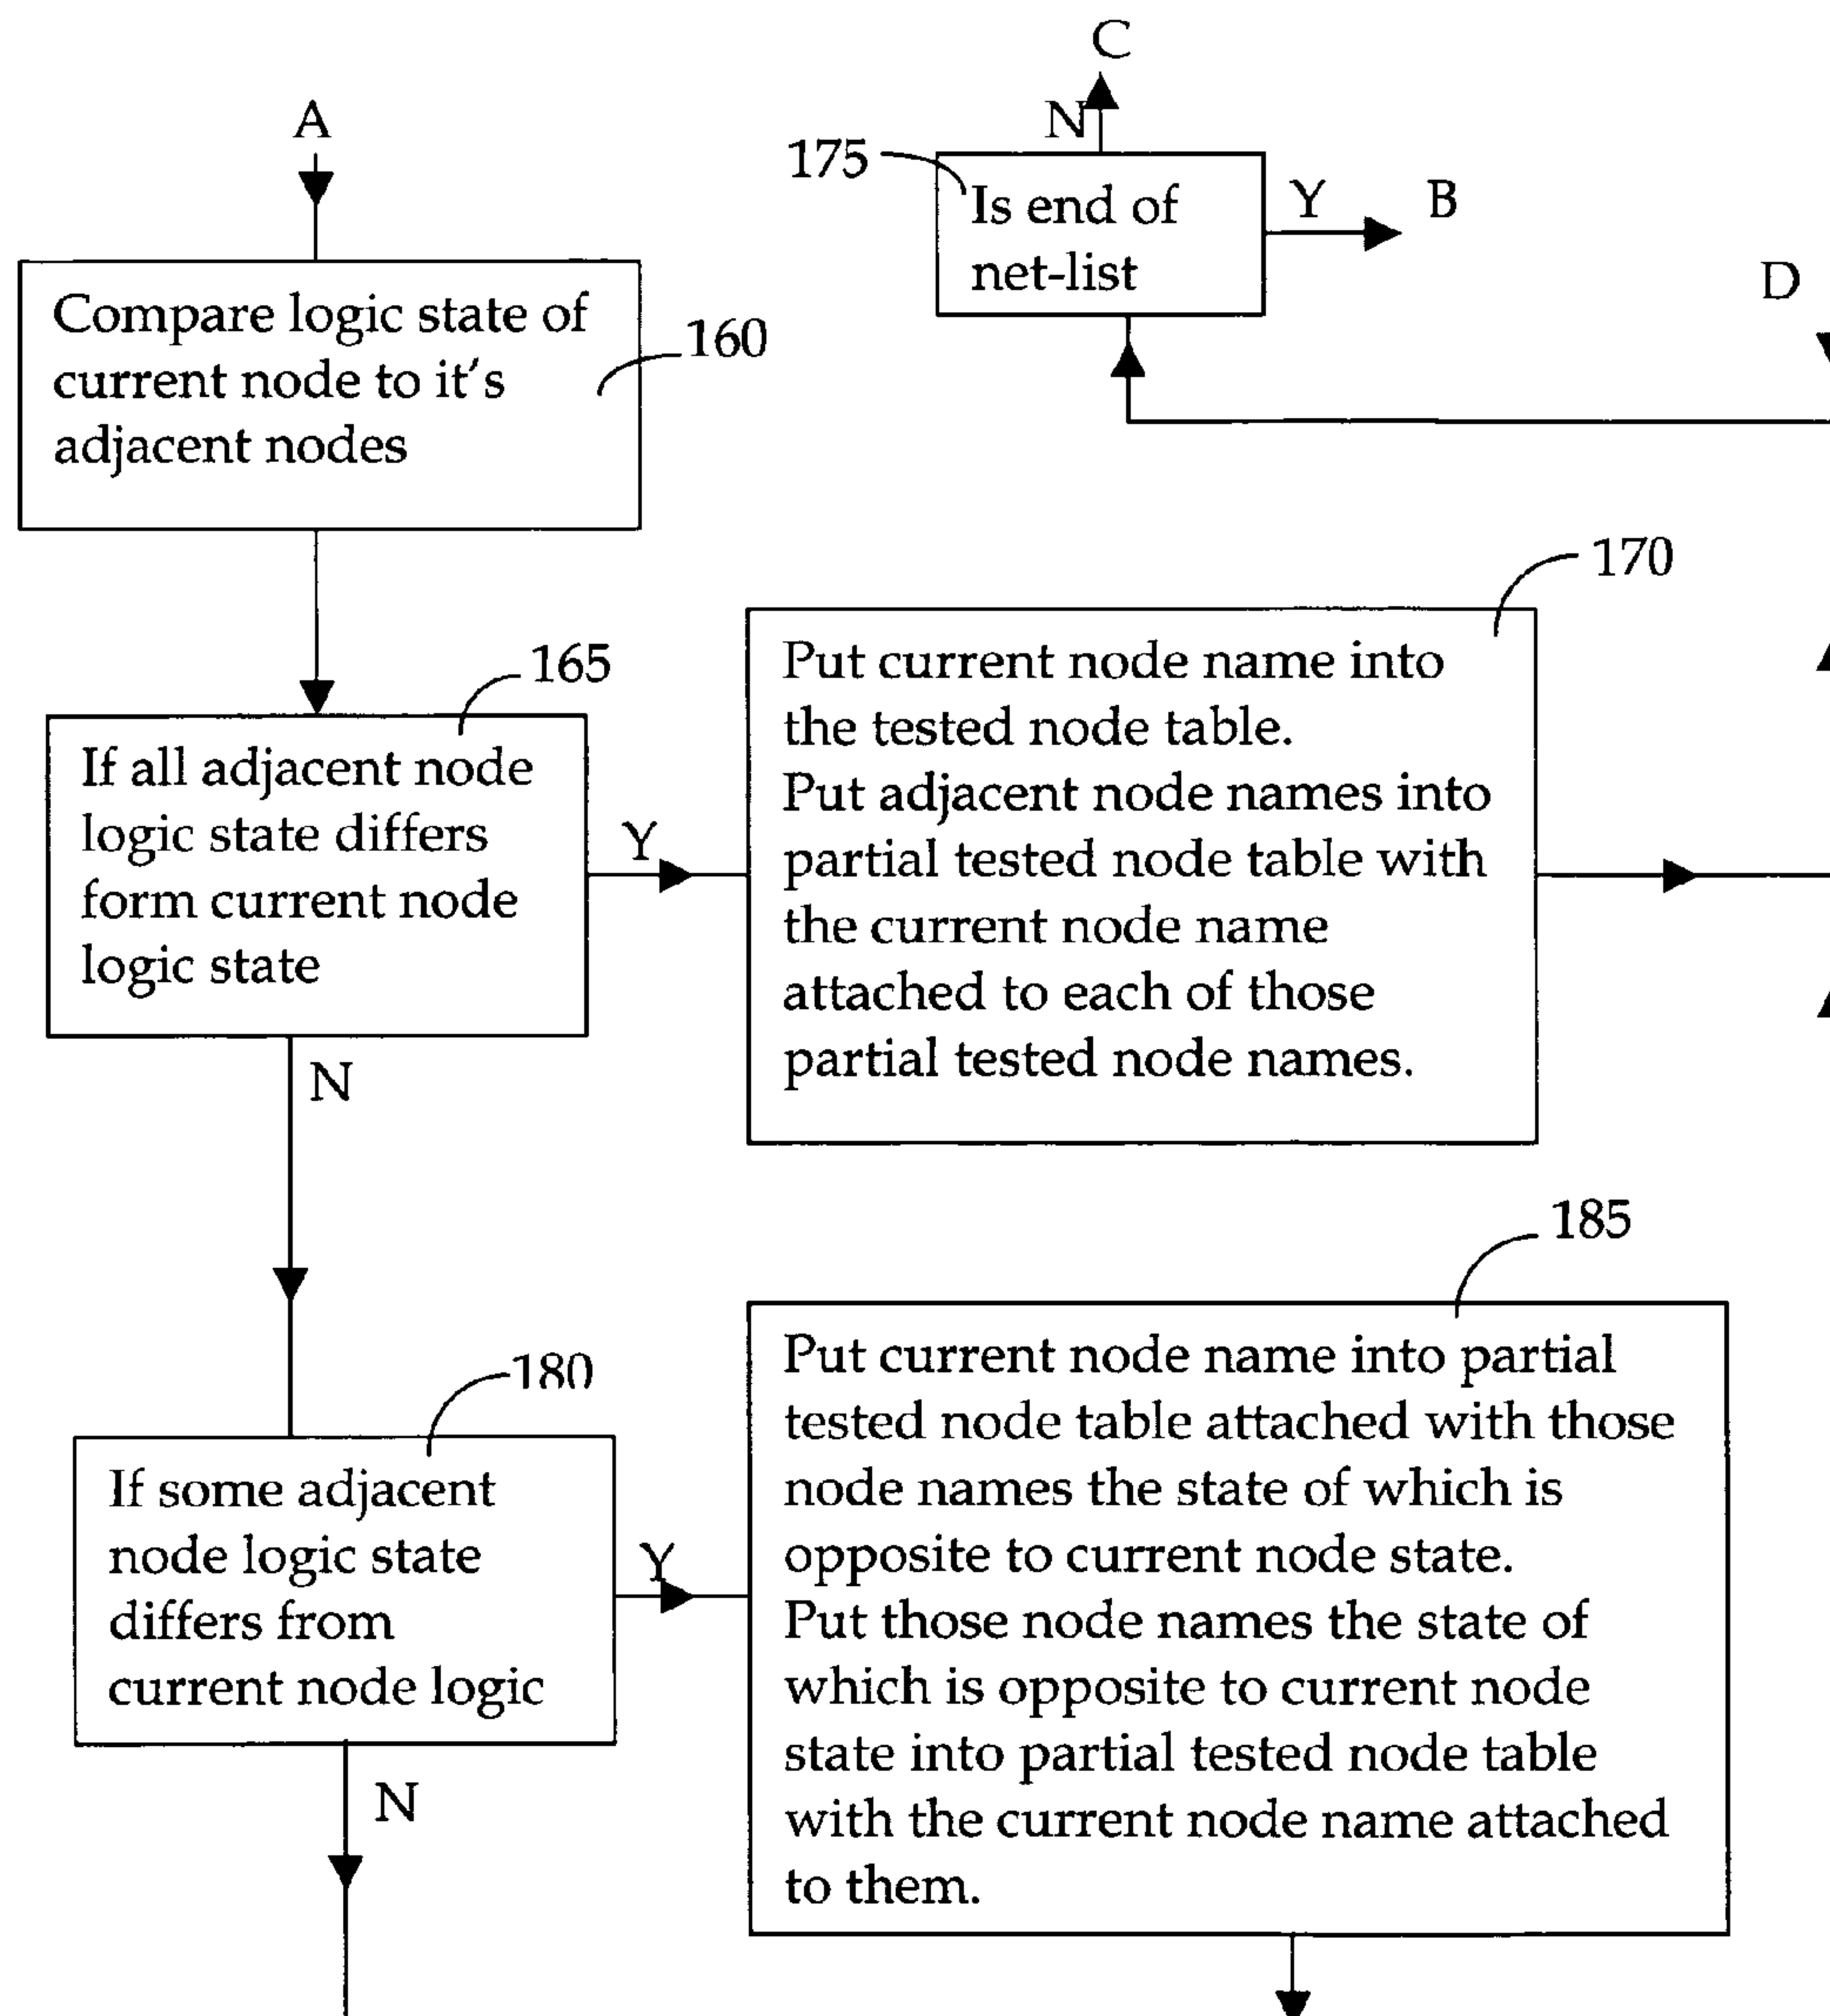 A
Compare logic state of
current node to it's
adjacent nodes
160
C
N
175
Is end of
net-list
Y
B
D
165
If all adjacent node
logic state differs
form current node
logic state
Y
N
170
Put current node name into
the tested node table.
Put adjacent node names into
partial tested node table with
the current node name
attached to each of those
partial tested node names.
180
If some adjacent
node logic state
differs from
current node logic
Y
N
185
Put current node name into partial
tested node table attached with those
node names the state of which is
opposite to current node state.
Put those node names the state of
which is opposite to current node
state into partial tested node table
with the current node name attached
to them.